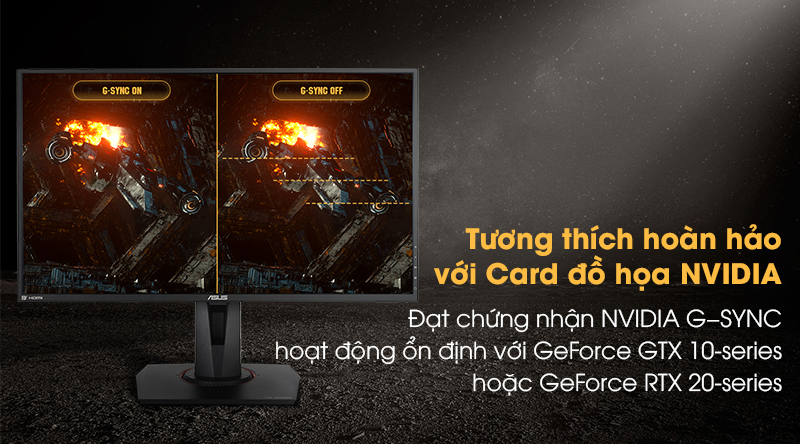 G-SYNC ON
G-SYNC OFF
HDMI
ASUS
Tương thích hoàn hảo
với Card đồ họa NVIDIA
Đạt chứng nhận NVIDIA G–SYNC
hoạt động ổn định với GeForce GTX 10-series
hoặc GeForce RTX 20-series